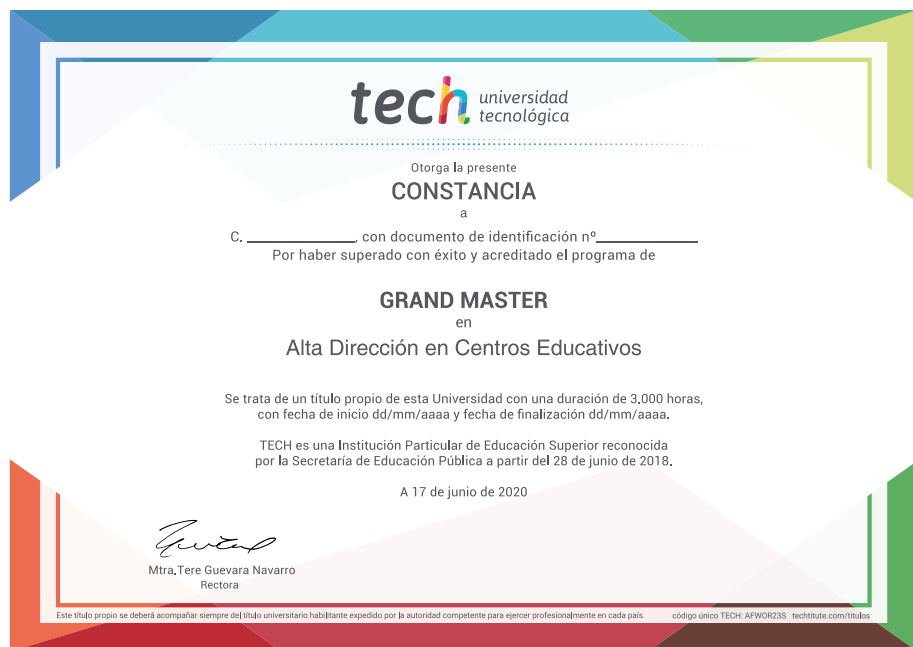 tech universidad
tecnológica
Otorga la presente
CONSTANCIA
a
C. ______________, con documento de identificación nº_____________
Por haber superado con éxito y acreditado el programa de
GRAND MASTER
en
Alta Dirección en Centros Educativos
Se trata de un título propio de esta Universidad con una duración de 3.000 horas,
con fecha de inicio dd/mm/aaaa y fecha de finalización dd/mm/aaaa.
TECH es una Institución Particular de Educación Superior reconocida
por la Secretaría de Educación Pública a partir del 28 de junio de 2018.
A 17 de junio de 2020
Mtra.Tere Guevara Navarro
Rectora
Este título propio se deberá acompañar siempre del título universitario habilitante expedido por la autoridad competente para ejercer profesionalmente en cada país. código único TECH: AFWOR23S techtitute.com/titulos